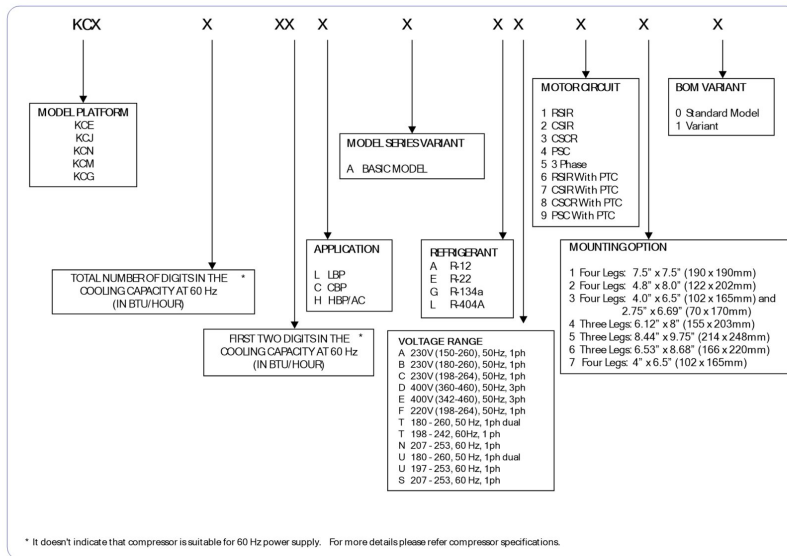 KCX X XX X X X X X X X
MODEL PLATFORM
KCE
KCJ
KCN
KCM
KCG
TOTAL NUMBER OF DIGITS IN THE *
COOLING CAPACITY AT 60 Hz
(IN BTU/HOUR)
FIRST TWO DIGITS IN THE *
COOLING CAPACITY AT 60 Hz
(IN BTU/HOUR)
APPLICATION
L LBP
C CBP
H HBP/AC
MODEL SERIES VARIANT
A BASIC MODEL
REFRIGERANT
A R-12
E R-22
G R-134a
L R-404A
VOLTAGE RANGE
A 230V (150-260), 50Hz, 1ph
B 230V (180-260), 50Hz, 1ph
C 230V (198-264), 50Hz, 1ph
D 400V (360-460), 50Hz, 3ph
E 400V (342-460), 50Hz, 3ph
F 220V (198-264), 50Hz, 1ph
T 180 - 260, 50 Hz, 1ph dual
T 198 - 242, 60Hz, 1 ph
N 207 - 253, 60 Hz, 1ph
U 180 - 260, 50 Hz, 1ph dual
U 197 - 253, 60 Hz, 1ph
S 207 - 253, 60 Hz, 1ph
MOTOR CIRCUIT
1 RSIR
2 CSIR
3 CSCR
4 PSC
5 3 Phase
6 RSIR With PTC
7 CSIR With PTC
8 CSCR With PTC
9 PSC With PTC
MOUNTING OPTION
1 Four Legs: 7.5" x 7.5" (190 x 190mm)
2 Four Legs: 4.8" x 8.0" (122 x 202mm)
3 Four Legs: 4.0" x 6.5" (102 x 165mm) and
2.75" x 6.69" (70 x 170mm)
4 Three Legs: 6.12" x 8" (155 x 203mm)
5 Three Legs: 8.44" x 9.75" (214 x 248mm)
6 Three Legs: 6.53" x 8.68" (166 x 220mm)
7 Four Legs: 4" x 6.5" (102 x 165mm)
BOM VARIANT
0 Standard Model
1 Variant
* It doesn't indicate that compressor is suitable for 60 Hz power supply. For more details please refer compressor specifications.